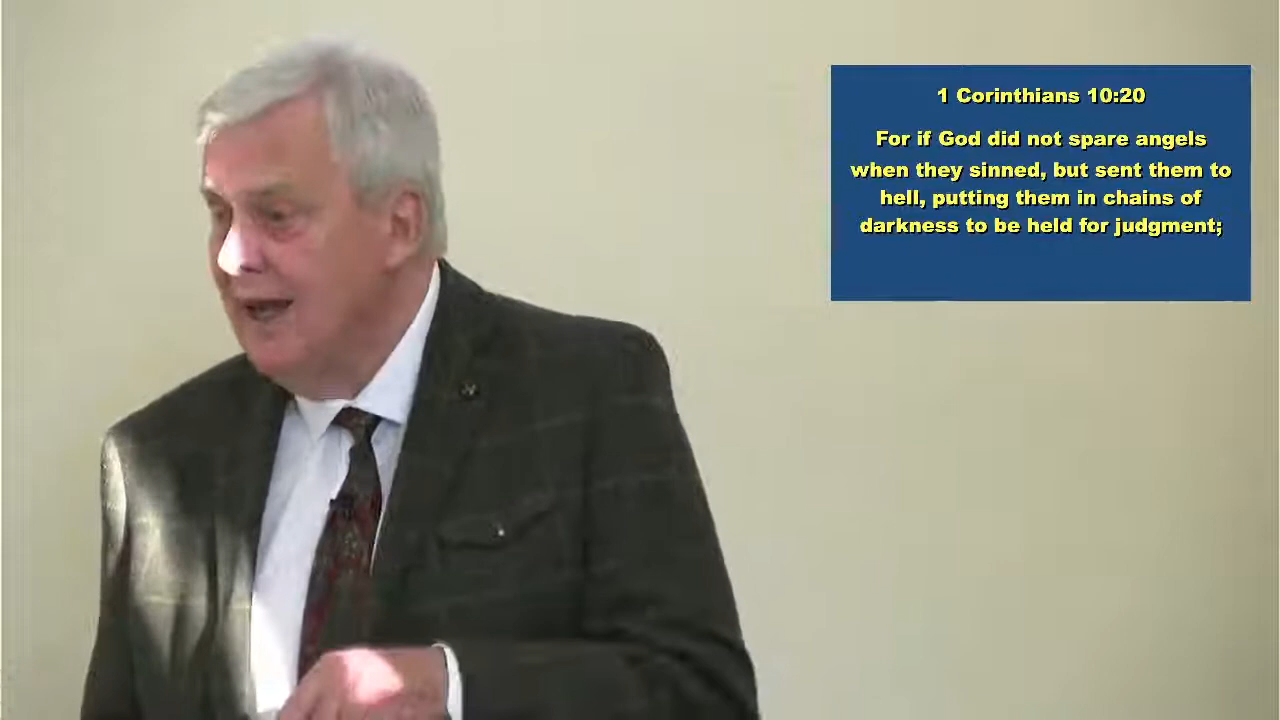 1 Corinthians 10:20
For if God did not spare angels
when they sinned, but sent them to
hell, putting them in chains of
darkness to be held for judgment;